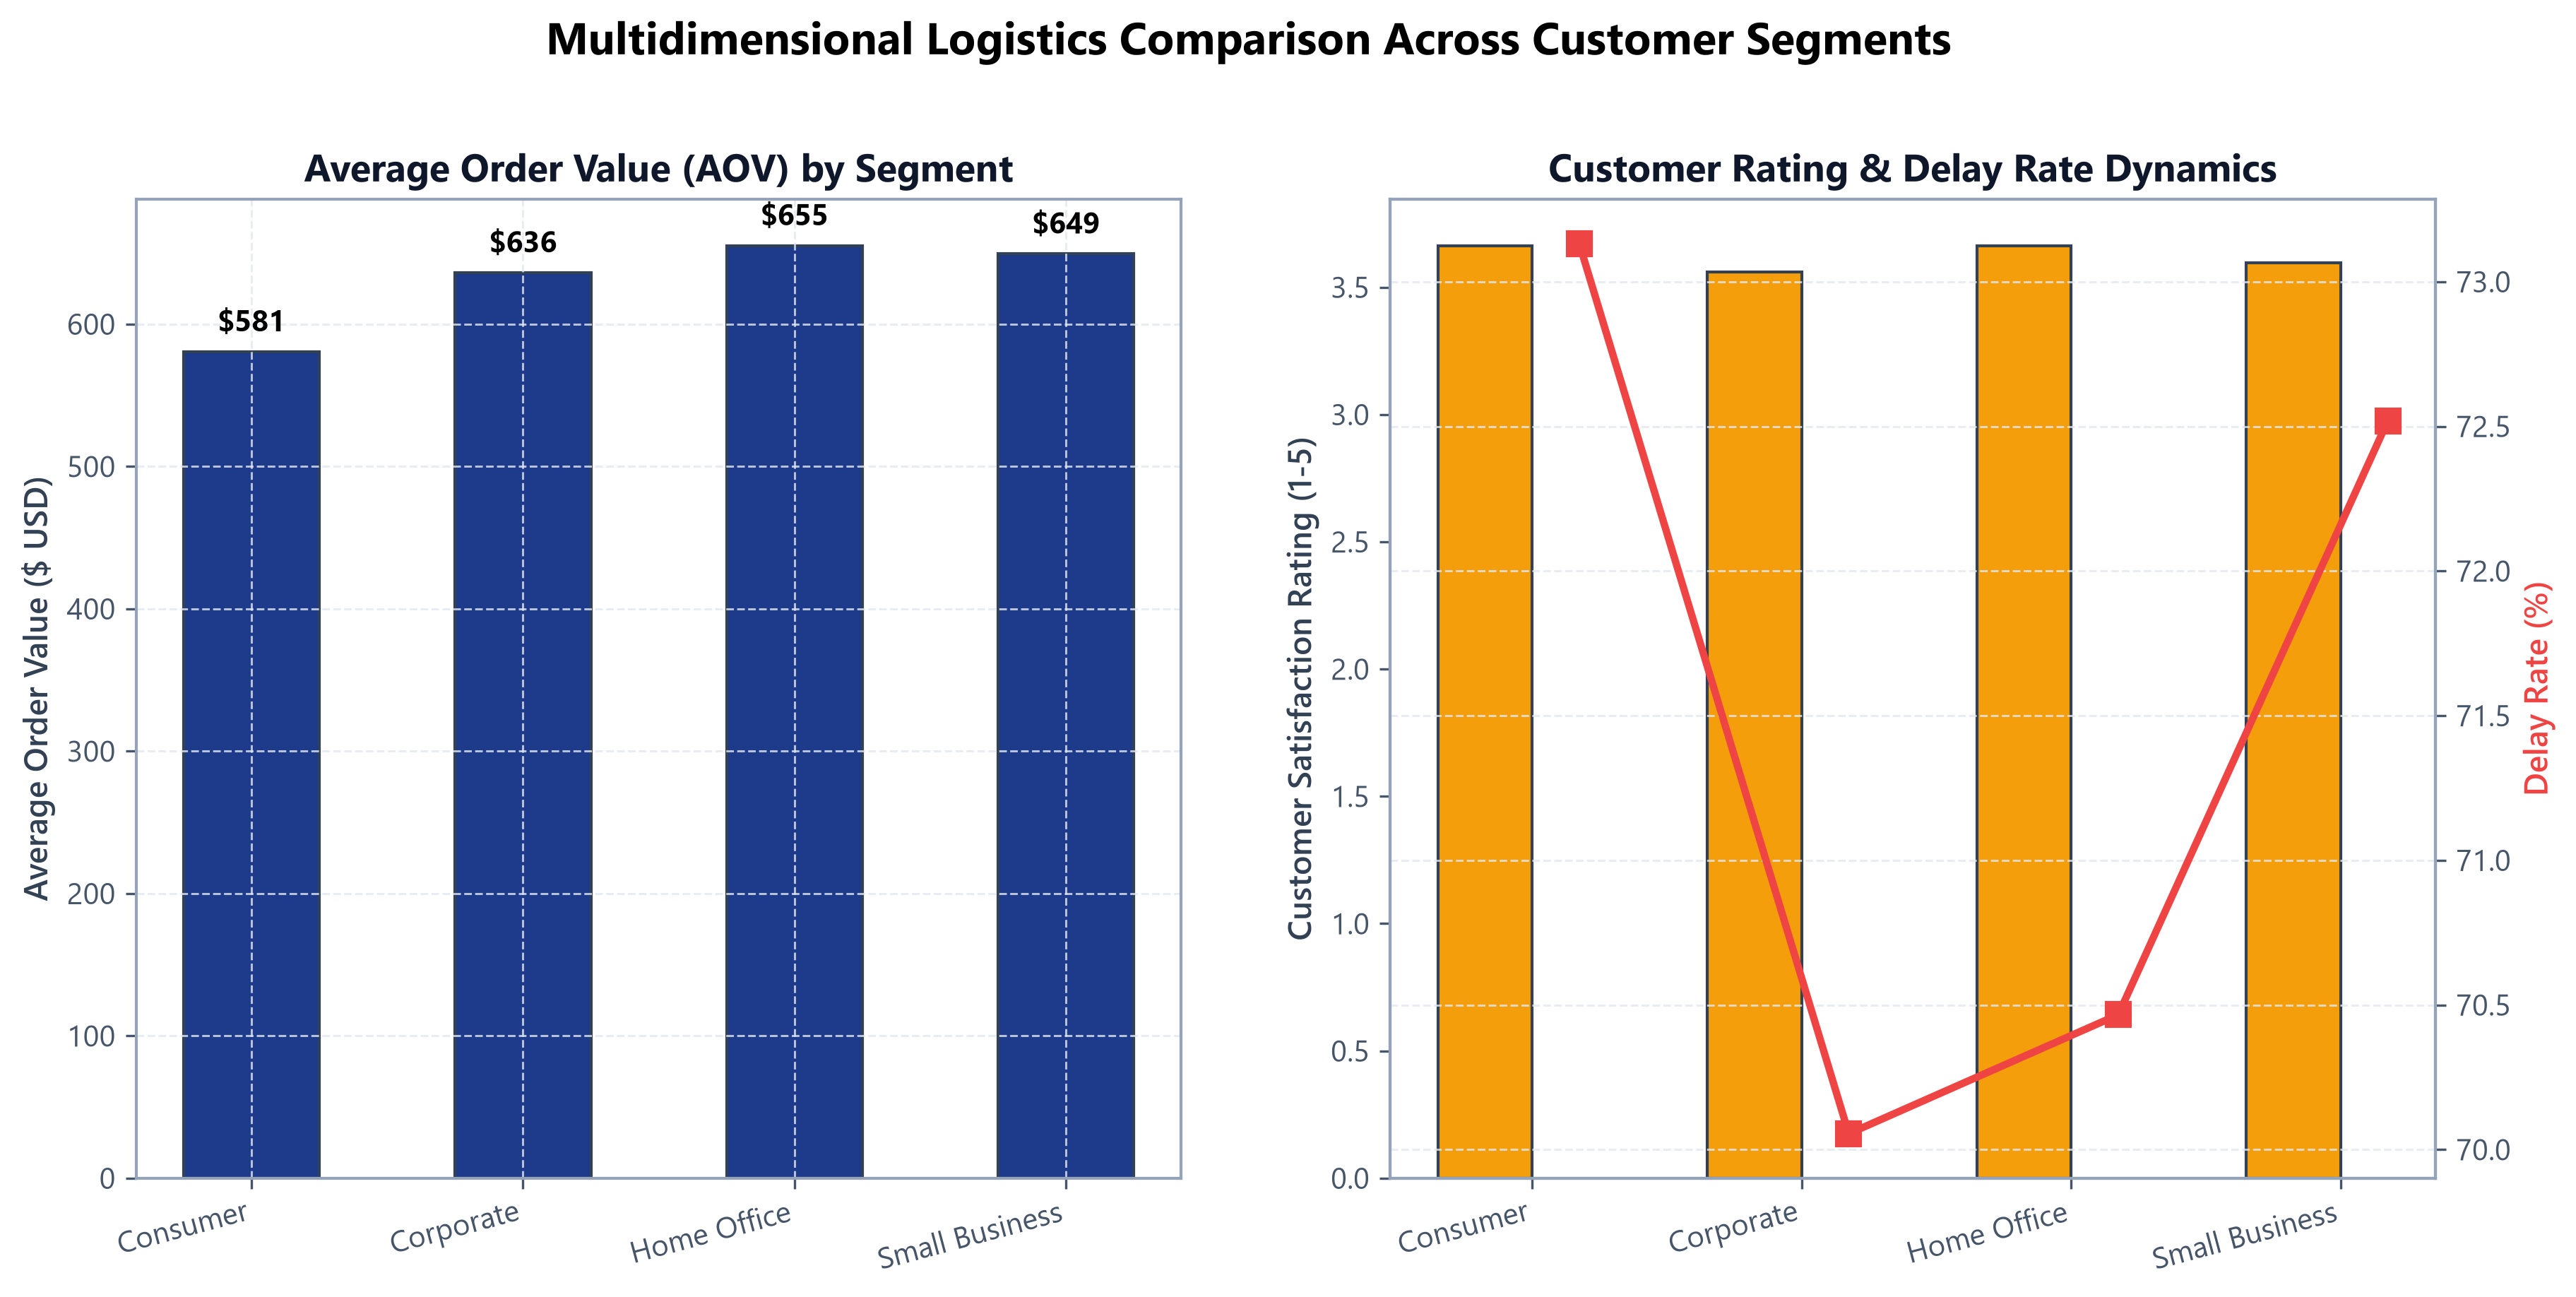 Multidimensional Logistics Comparison Across Customer Segments
Average Order Value (AOV) by Segment
Average Order Value ($ USD)
600
500
400
300
200
100
0
$581
$636
$655
$649
Consumer
Corporate
Home Office
Small Business
Customer Rating & Delay Rate Dynamics
Customer Satisfaction Rating (1-5)
3.5
3.0
2.5
2.0
1.5
1.0
0.5
0.0
73.0
72.5
72.0
71.5
71.0
70.5
70.0
Delay Rate (%)
Consumer
Corporate
Home Office
Small Business